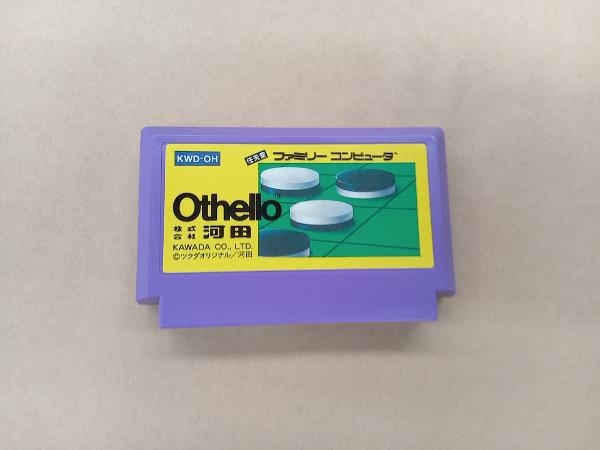 KWD-OH
任天堂 ファミリー コンピュータ
Othello
株式会社 河田
KAWADA CO., LTD.
©ツクダオリジナル／河田